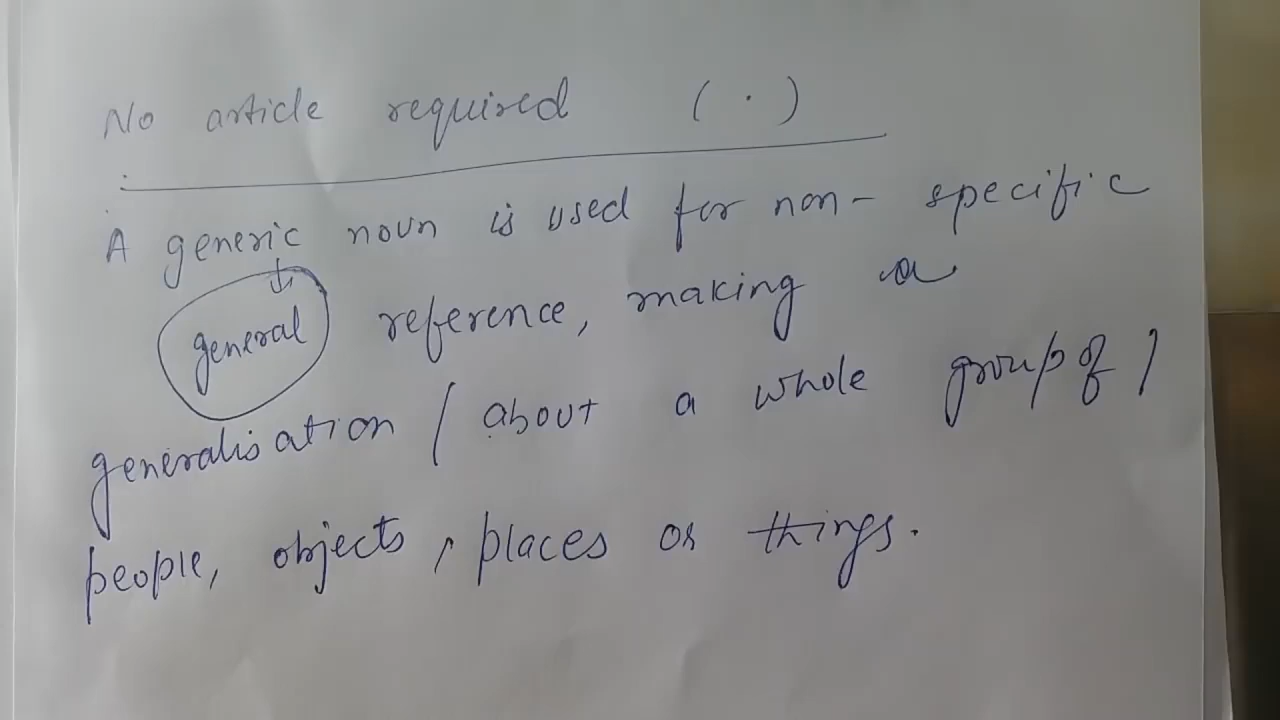 No article required (.)
A generic noun is used for non-specific
general reference, making a
generalisation / about a whole group of /
people, objects, places or things.